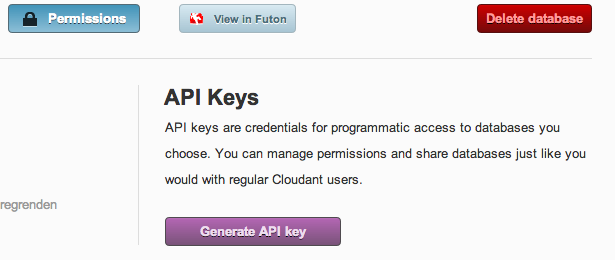 Permissions
View in Futon
Delete database
API Keys
API keys are credentials for programmatic access to databases you
choose. You can manage permissions and share databases just like you
would with regular Cloudant users.
regrenden
Generate API key